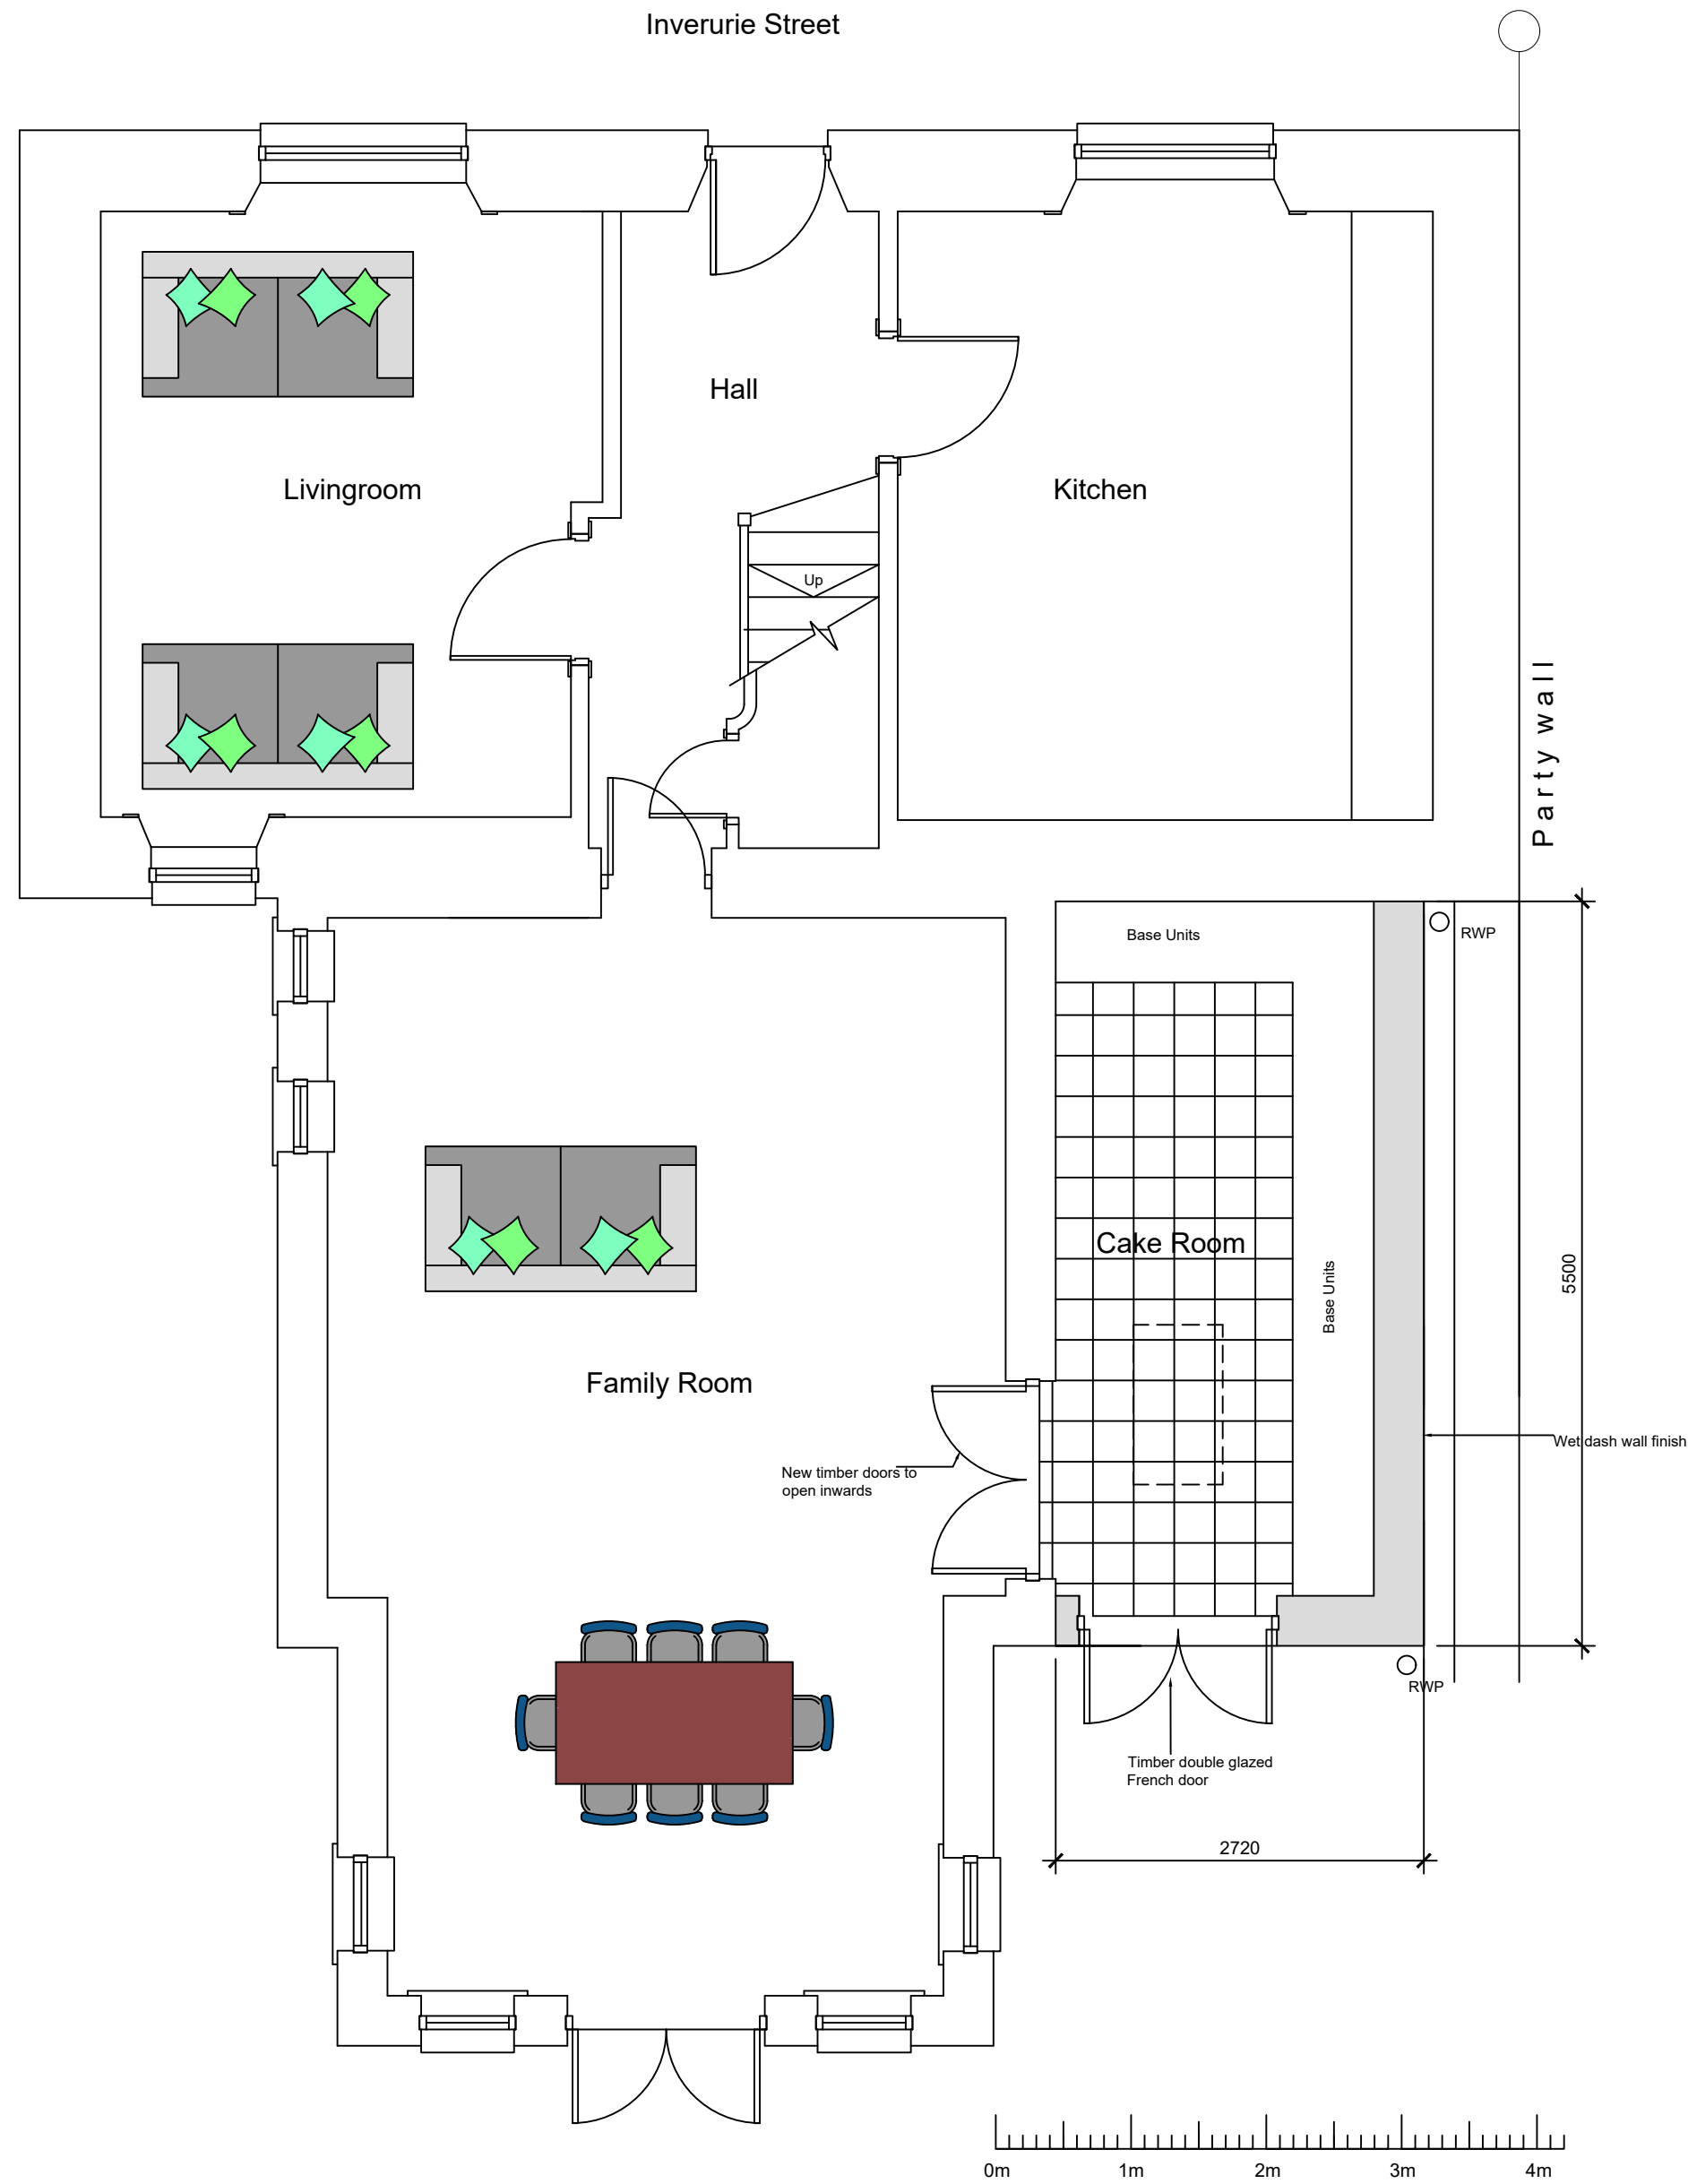 Inverurie Street
Hall
Livingroom
Kitchen
Up
Party wall
Base Units
RWP
Cake Room
Base Units
5500
Family Room
Wet dash wall finish
New timber doors to
open inwards
RWP
Timber double glazed
French door
2720
0m 1m 2m 3m 4m